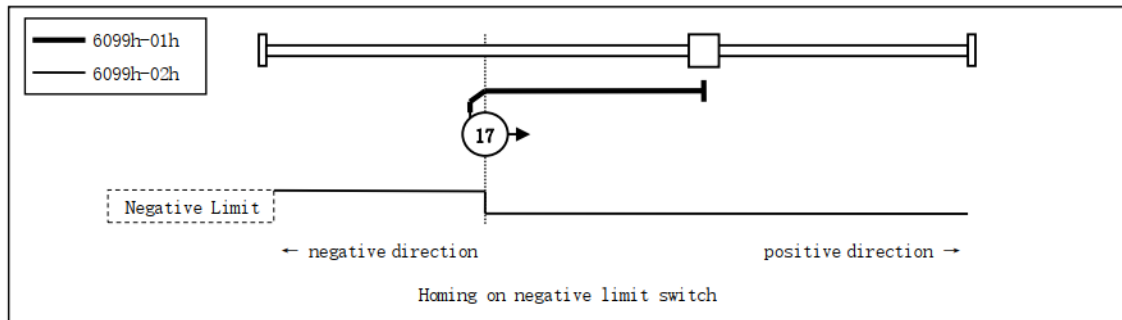 6099h-01h
6099h-02h
17
Negative Limit
← negative direction
positive direction →
Homing on negative limit switch